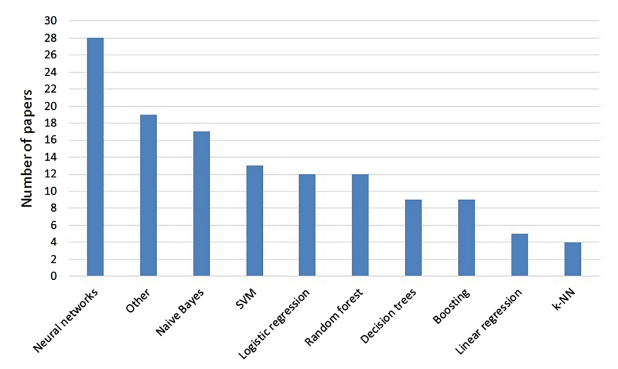 30
28
26
24
22
20
18
16
14
12
10
8
6
4
2
0
Number of papers
Neural networks
Other
Naive Bayes
SVM
Logistic regression
Random forest
Decision trees
Boosting
Linear regression
k-NN